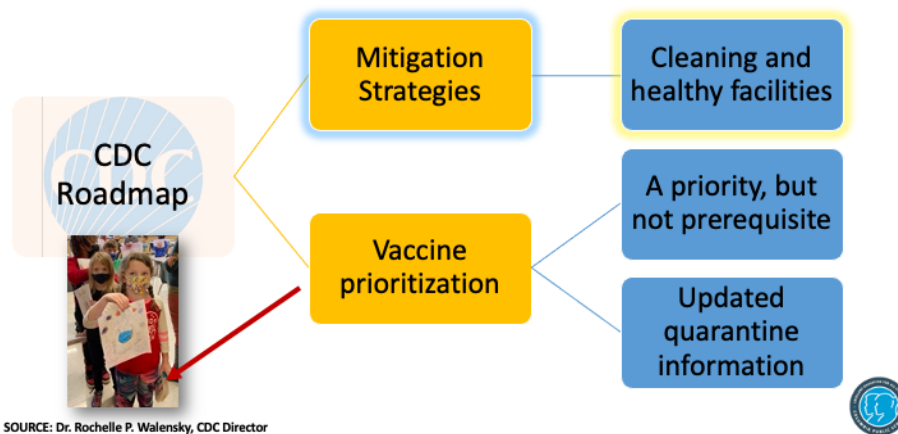 Mitigation
Strategies
Cleaning and
healthy facilities
CDC
CDC
Roadmap
A priority, but
not prerequisite
Vaccine
prioritization
Updated
quarantine
information
SOURCE: Dr. Rochelle P. Walensky, CDC Director